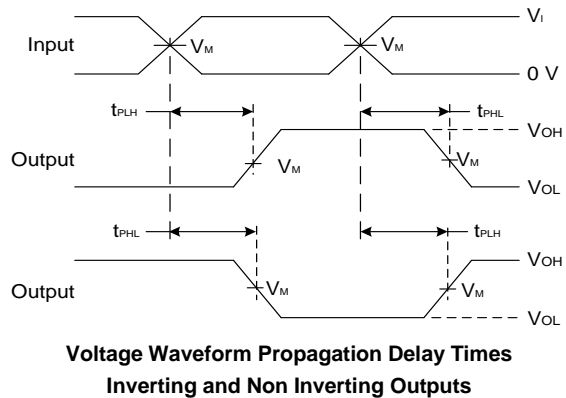 VI
Input VM VM
0 V
tPLH tPHL
VOH
Output VM VM
VOL
tPHL tPLH
VOH
Output VM VM
VOL
Voltage Waveform Propagation Delay Times
Inverting and Non Inverting Outputs